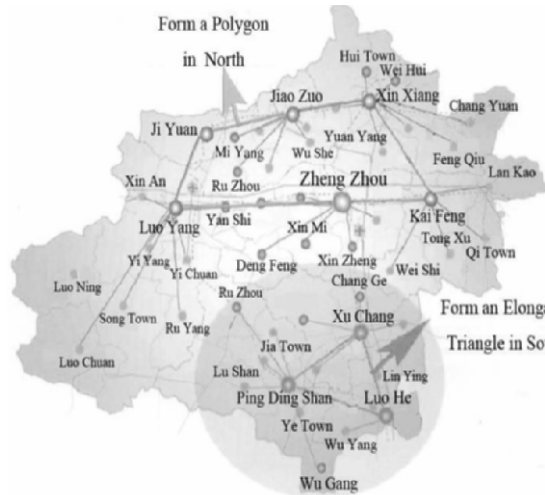 Form a Polygon
in North
Hui Town
Wei Hui
Jiao Zuo
Xin Xiang
Chang Yuan
Ji Yuan
Mi Yang
Yuan Yang
Wu She
Feng Qiu
Ru Zhou
Zheng Zhou
Lan Kao
Xin An
Luo Yang
Yan Shi
Kai Feng
Xin Mi
Tong Xu
Qi Town
Yi Yang
Deng Feng
Xin Zheng
Yi Chuan
Wei Shi
Luo Ning
Chang Ge
Ru Zhou
Song Town
Ru Yang
Xu Chang
Form an Elonga
Jia Town
Triangle in Sou
Luo Chuan
Lu Shan
Lin Ying
Ping Ding Shan
Luo He
Ye Town
Wu Yang
Wu Gang